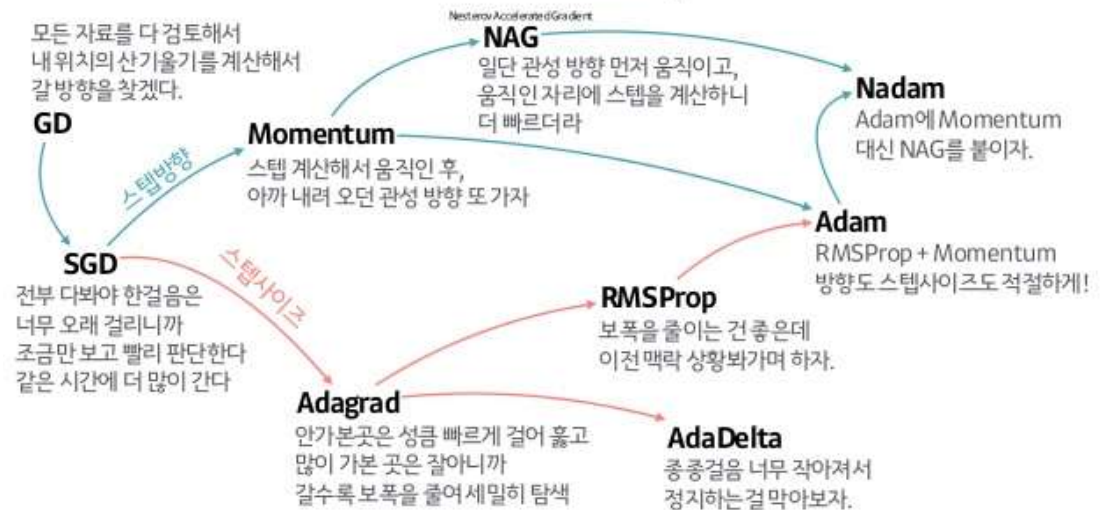 모든 자료를 다 검토해서
내 위치의 산기울기를 계산해서
갈 방향을 찾겠다.
GD
스텝방향
Momentum
스텝 계산해서 움직인 후,
아까 내려 오던 관성 방향 또 가자
Nesterov Accelerated Gradient
NAG
일단 관성 방향 먼저 움직이고,
움직인 자리에 스텝을 계산하니
더 빠르더라
Nadam
Adam에 Momentum
대신 NAG를 붙이자.
Adam
RMSProp + Momentum
방향도 스텝사이즈도 적절하게!
SGD
전부 다봐야 한걸음은
너무 오래 걸리니까
조금만 보고 빨리 판단한다
같은 시간에 더 많이 간다
스텝사이즈
RMSProp
보폭을 줄이는 건 좋은데
이전 맥락 상황봐가며 하자.
Adagrad
안가본곳은 성큼 빠르게 걸어 훓고
많이 가본 곳은 잘아니까
갈수록 보폭을 줄여 세밀히 탐색
AdaDelta
종종걸음 너무 작아져서
정지하는걸 막아보자.